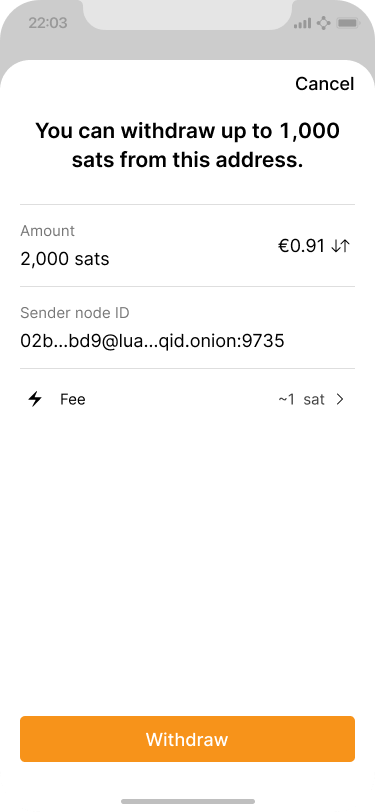 22:03
Cancel
You can withdraw up to 1,000
sats from this address.
Amount
2,000 sats
€0.91
Sender node ID
02b...bd9@lua...qid.onion:9735
Fee
~1 sat
Withdraw